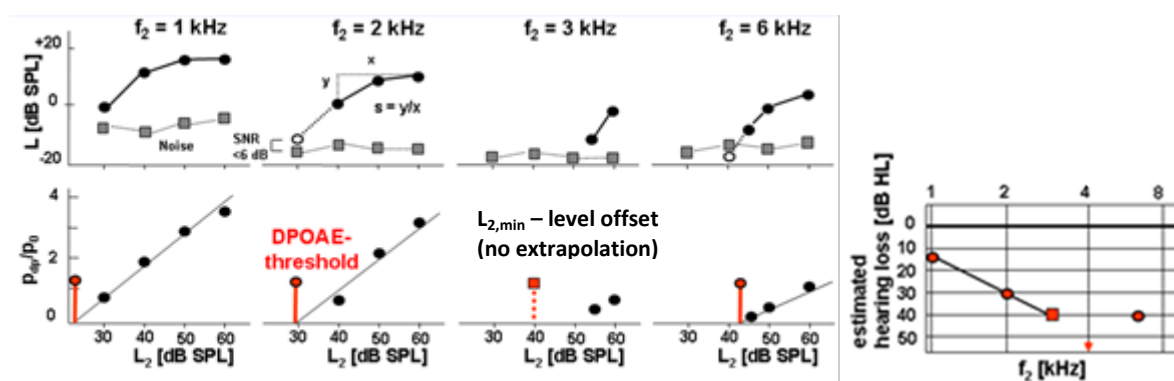 f2 = 1 kHz
f2 = 2 kHz
f2 = 3 kHz
f2 = 6 kHz
L [dB SPL]
+20
0
-20
Noise
x
y
s = y/x
SNR
<6 dB
pdp/p0
4
2
0
DPOAE-
threshold
L2,min – level offset
(no extrapolation)
30 40 50 60
30 40 50 60
30 40 50 60
30 40 50 60
L2 [dB SPL]
L2 [dB SPL]
L2 [dB SPL]
L2 [dB SPL]
estimated
hearing loss [dB HL]
1 2 4 8
0
10
20
30
40
50
f2 [kHz]